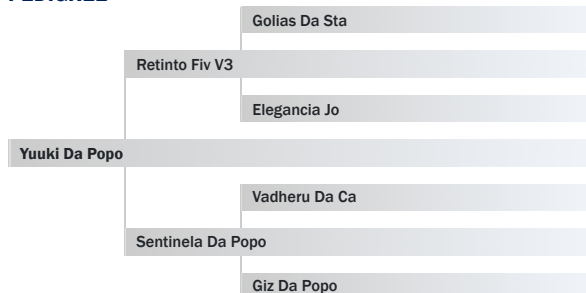 Golias Da Sta
Retinto Fiv V3
Elegancia Jo
Yuuki Da Popo
Vadheru Da Ca
Sentinela Da Popo
Giz Da Popo